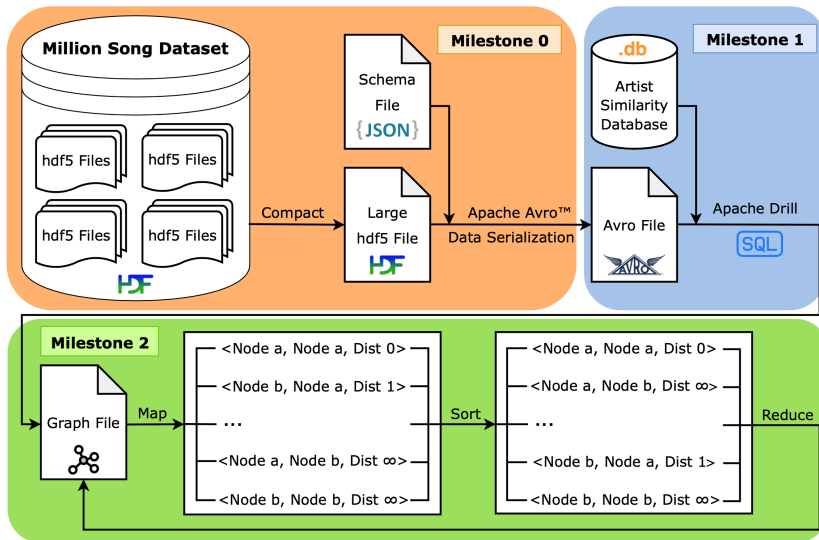 Million Song Dataset
hdf5 Files
hdf5 Files
hdf5 Files
hdf5 Files
HDF
Compact
Milestone 0
Schema
File
{JSON}
Large
hdf5 File
HDF
Apache Avro™
Data Serialization
Milestone 1
.db
Artist
Similarity
Database
Avro File
AVRO
Apache Drill
SQL
Milestone 2
Graph File
Map
<Node a, Node a, Dist 0>
<Node b, Node a, Dist 1>
...
<Node a, Node b, Dist ∞>
<Node b, Node b, Dist ∞>
Sort
<Node a, Node a, Dist 0>
<Node a, Node b, Dist ∞>
...
<Node b, Node a, Dist 1>
<Node b, Node b, Dist ∞>
Reduce